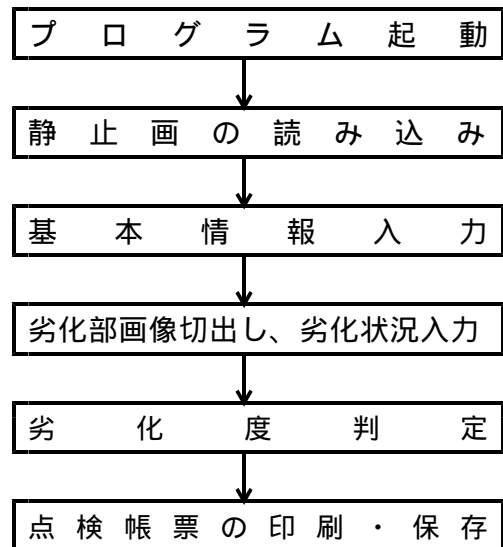 プログラム起動
静止画の読み込み
基本情報入力
劣化部画像切出し、劣化状況入力
劣化度判定
点検帳票の印刷・保存